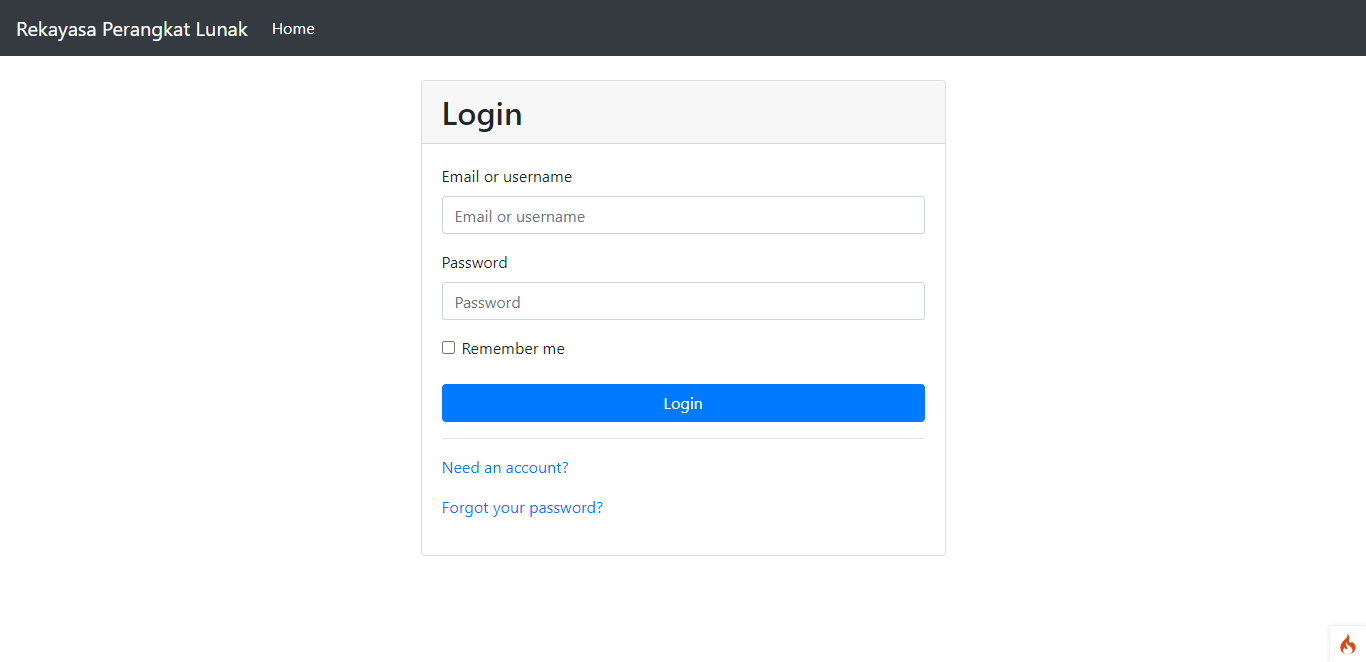 Rekayasa Perangkat Lunak Home
Login
Email or username
Email or username
Password
Password
Remember me
Login
Need an account?
Forgot your password?